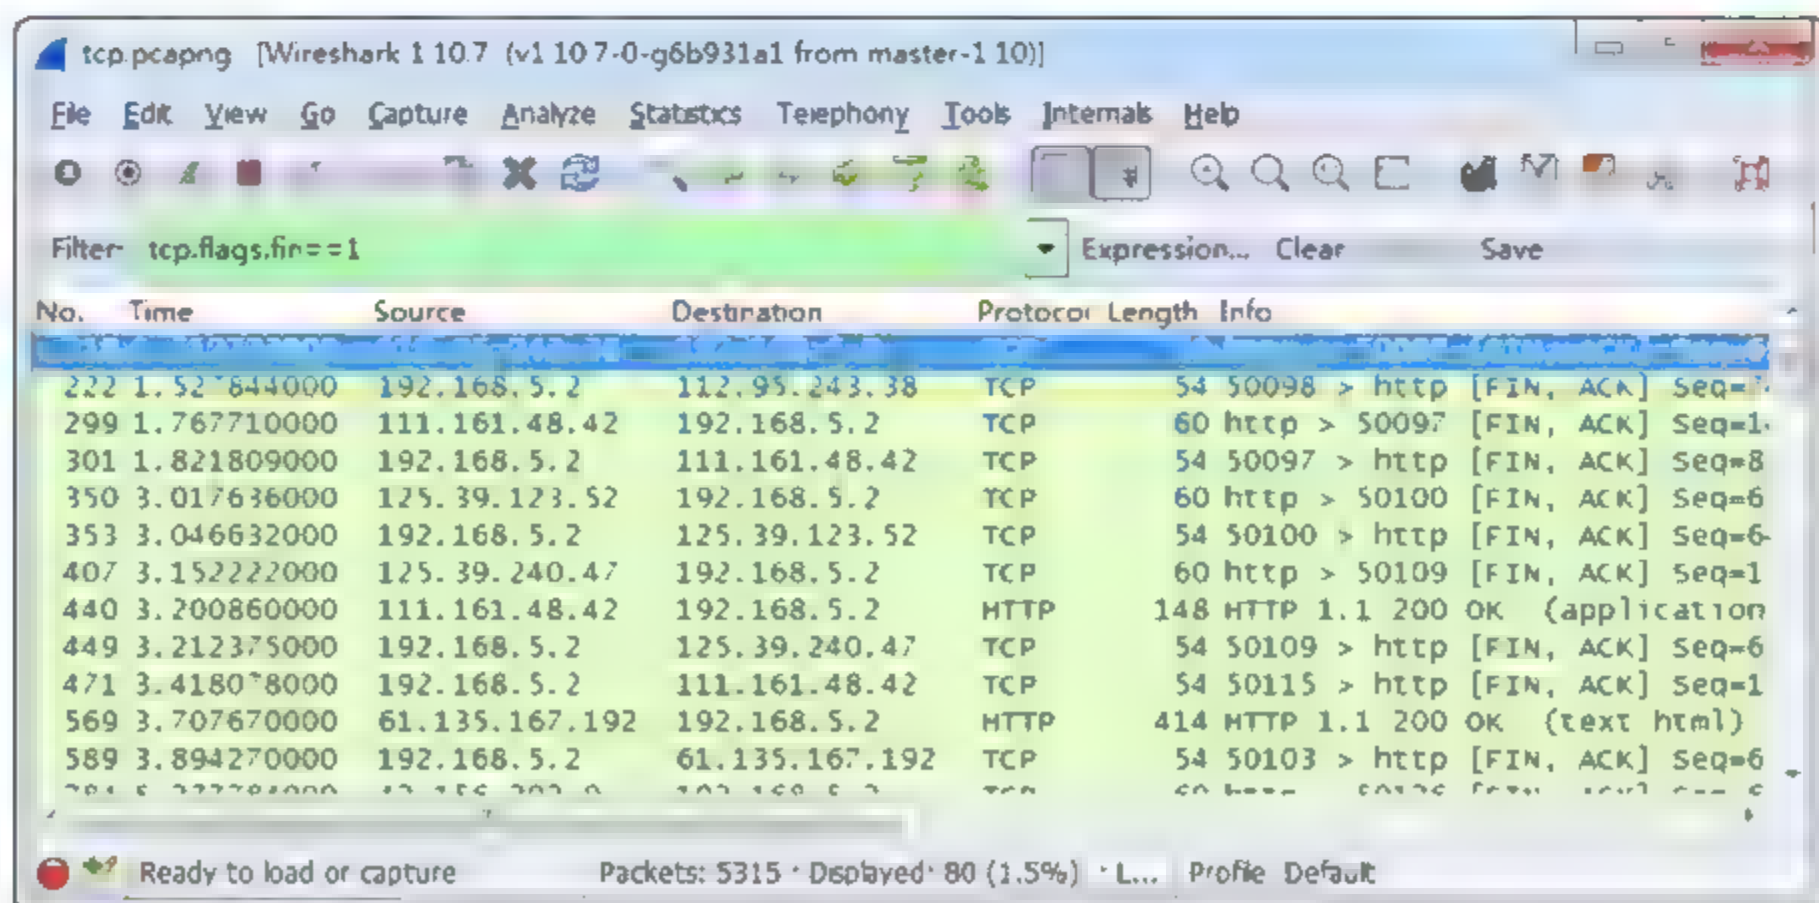 tcp.pcapng [Wireshark 1 10.7 (v1 10 7-0-g6b931a1 from master-1 10)]
File Edit View Go Capture Analyze Statistics Telephony Tools Internals Help
Filter: tcp.flags.fin==1 Expression... Clear Save
No. Time Source Destination Protocol Length Info
222 192.168.5.2 112.95.243.38 TCP 54 50098 > http [FIN, ACK]
299 1.767710000 111.161.48.42 192.168.5.2 TCP 60 http > 50097 [FIN, ACK] Seq=1
301 1.821809000 192.168.5.2 111.161.48.42 TCP 54 50097 > http [FIN, ACK] Seq=8
350 3.017636000 125.39.123.52 192.168.5.2 TCP 60 http > 50100 [FIN, ACK] Seq=6
353 3.046632000 192.168.5.2 125.39.123.52 TCP 54 50100 > http [FIN, ACK] Seq=6
407 3.152222000 125.39.240.47 192.168.5.2 TCP 60 http > 50109 [FIN, ACK] Seq=1
440 3.200860000 111.161.48.42 192.168.5.2 HTTP 148 HTTP 1.1 200 OK (application
449 3.212375000 192.168.5.2 125.39.240.47 TCP 54 50109 > http [FIN, ACK] Seq=6
471 192.168.5.2 111.161.48.42 TCP 54 50115 > http [FIN, ACK] Seq=1
569 3.707670000 61.135.167.192 192.168.5.2 HTTP 414 HTTP 1.1 200 OK (text html)
589 3.894270000 192.168.5.2 61.135.167.192 TCP 54 50103 > http [FIN, ACK] Seq=6
Ready to load or capture Packets: 5315 · Displayed: 80 (1.5%) · L... Profile Default